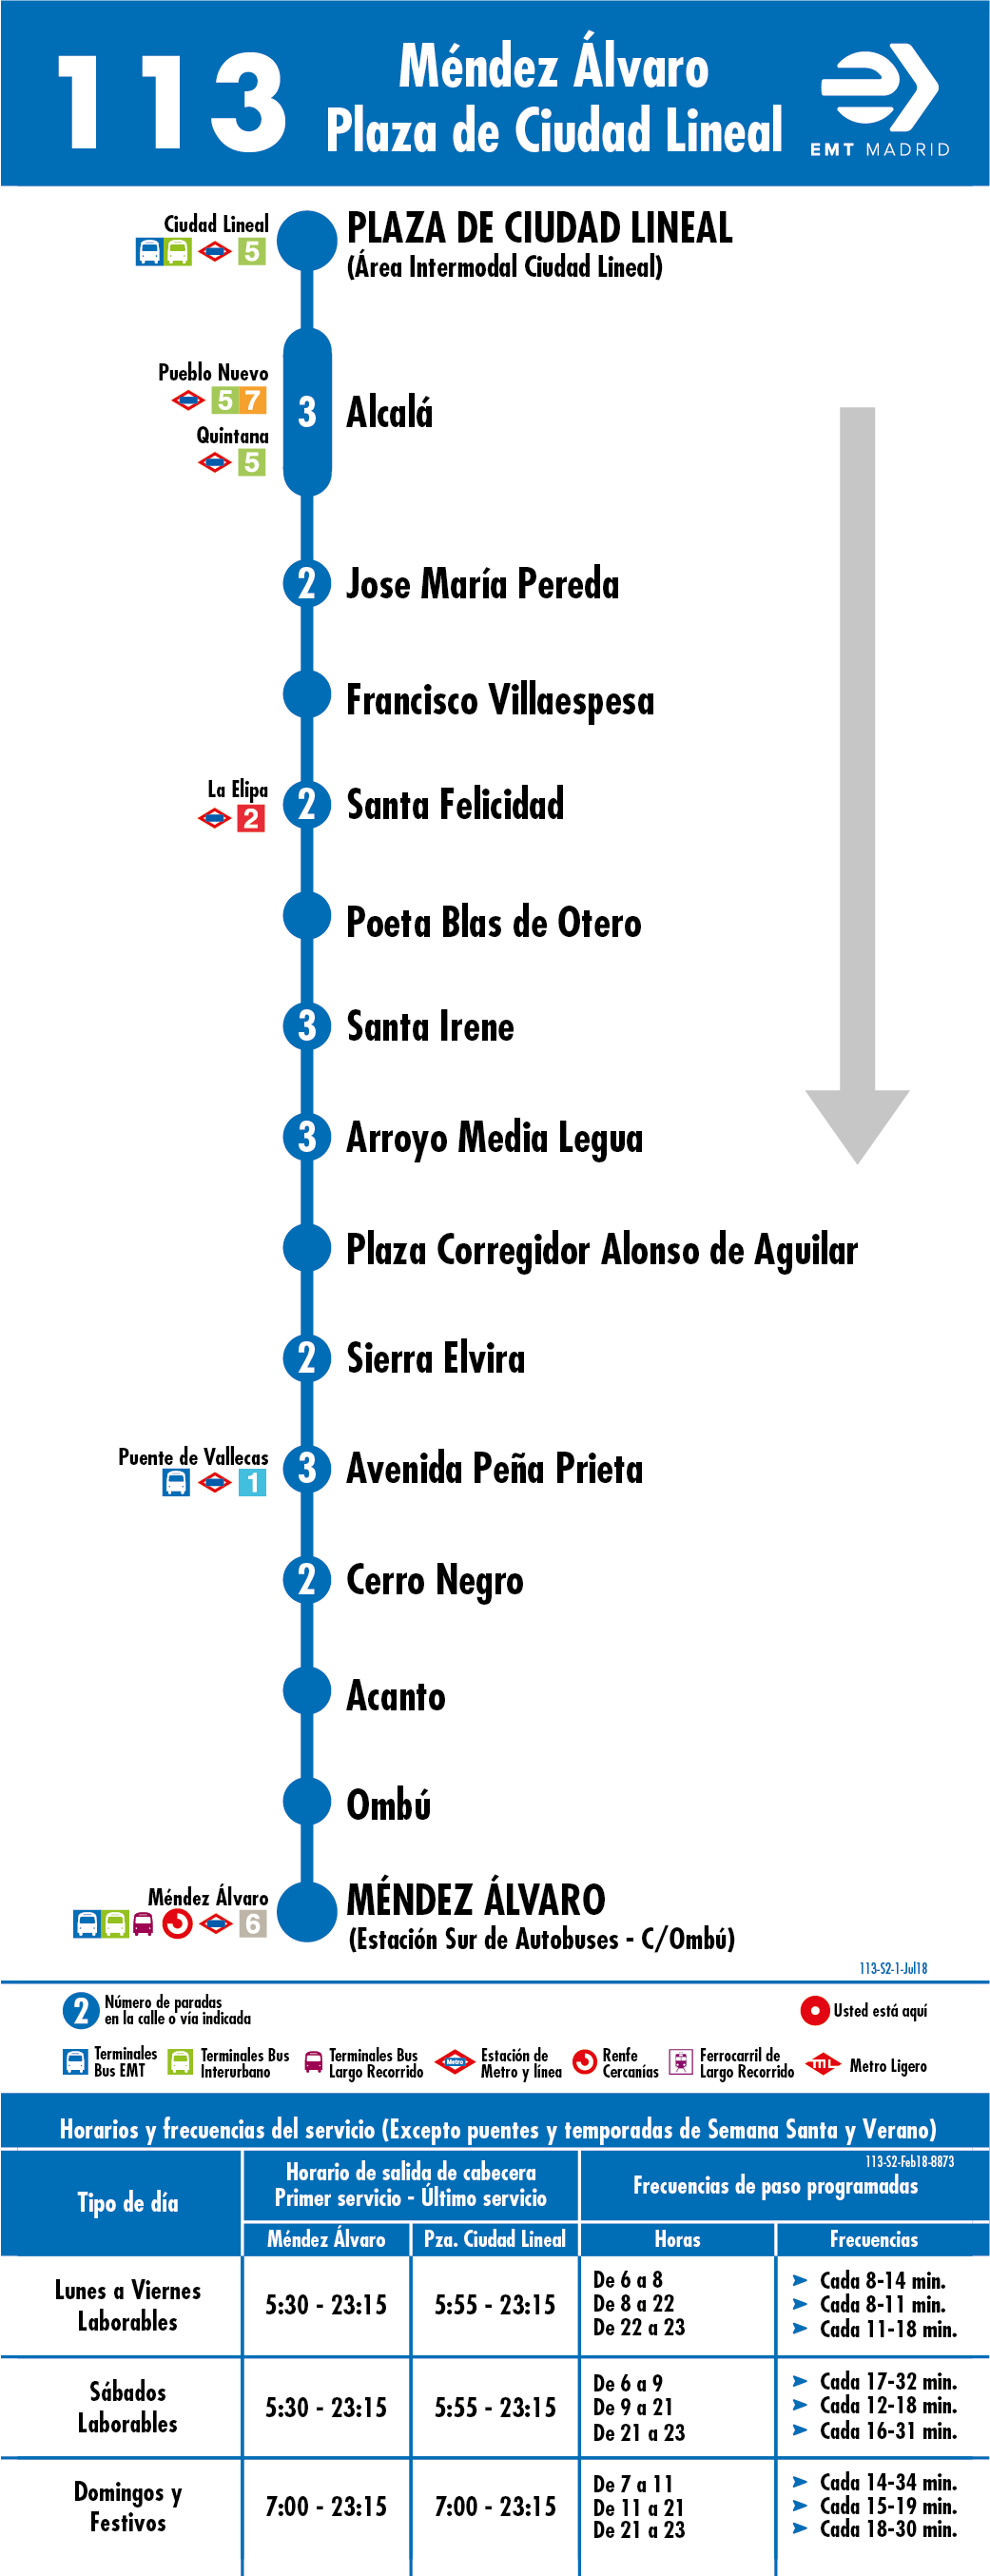 113
Méndez Álvaro
Plaza de Ciudad Lineal
EMT MADRID
Ciudad Lineal
5
PLAZA DE CIUDAD LINEAL
(Área Intermodal Ciudad Lineal)
Pueblo Nuevo
5 7
Quintana
5
3 Alcalá
2 Jose María Pereda
Francisco Villaespesa
La Elipa
2
2 Santa Felicidad
Poeta Blas de Otero
3 Santa Irene
3 Arroyo Media Legua
Plaza Corregidor Alonso de Aguilar
2 Sierra Elvira
Puente de Vallecas
1
3 Avenida Peña Prieta
2 Cerro Negro
Acanto
Ombú
Méndez Álvaro
6
MÉNDEZ ÁLVARO
(Estación Sur de Autobuses - C/Ombú)
113-S2-1-Jul18
2 Número de paradas
en la calle o vía indicada
Usted está aquí
Terminales
Bus EMT
Terminales Bus
Interurbano
Terminales Bus
Largo Recorrido
Metro
Estación de
Metro y línea
Renfe
Cercanías
Ferrocarril de
Largo Recorrido
ML
Metro Ligero
Horarios y frecuencias del servicio (Excepto puentes y temporadas de Semana Santa y Verano)
113-S2-Feb18-8873
Tipo de día
Horario de salida de cabecera
Primer servicio - Último servicio
Frecuencias de paso programadas
Méndez Álvaro
Pza. Ciudad Lineal
Horas
Frecuencias
Lunes a Viernes
Laborables
5:30 - 23:15
5:55 - 23:15
De 6 a 8 Cada 8-14 min.
De 8 a 22 Cada 8-11 min.
De 22 a 23 Cada 11-18 min.
Sábados
Laborables
5:30 - 23:15
5:55 - 23:15
De 6 a 9 Cada 17-32 min.
De 9 a 21 Cada 12-18 min.
De 21 a 23 Cada 16-31 min.
Domingos y
Festivos
7:00 - 23:15
7:00 - 23:15
De 7 a 11 Cada 14-34 min.
De 11 a 21 Cada 15-19 min.
De 21 a 23 Cada 18-30 min.